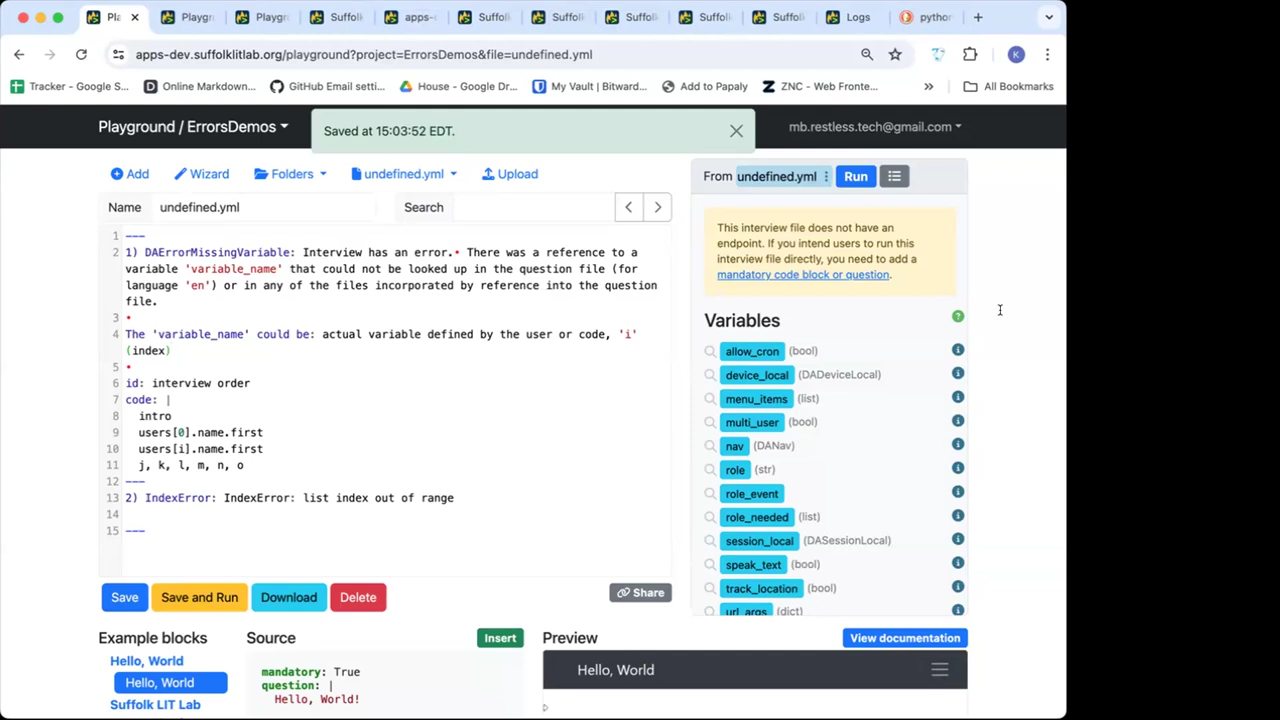 Pla
Playgr
Playgr
Suffolk
apps-
Suffol
Suffol
Suffol
Suffol
Suffol
Logs
python
apps-dev.suffolklitlab.org/playground?project=ErrorsDemos&file=undefined.yml
K
Tracker - Google S...
Online Markdown...
GitHub Email setti...
House - Google Dr...
My Vault | Bitward...
Add to Papaly
ZNC - Web Fronte...
»
All Bookmarks
Playground / ErrorsDemos
Saved at 15:03:52 EDT.
mb.restless.tech@gmail.com
Add
Wizard
Folders
undefined.yml
Upload
Name
undefined.yml
Search
1 ---
2 1) DAErrorMissingVariable: Interview has an error.• There was a reference to a
variable 'variable_name' that could not be looked up in the question file (for
language 'en') or in any of the files incorporated by reference into the question
file.
3 •
4 The 'variable_name' could be: actual variable defined by the user or code, 'i'
(index)
5 •
6 id: interview order
7 code: |
8 intro
9 users[0].name.first
10 users[i].name.first
11 j, k, l, m, n, o
12 ---
13 2) IndexError: IndexError: list index out of range
14
15 ---
Save
Save and Run
Download
Delete
Share
From undefined.yml
Run
This interview file does not have an
endpoint. If you intend users to run this
interview file directly, you need to add a
mandatory code block or question.
Variables
allow_cron (bool)
device_local (DADeviceLocal)
menu_items (list)
multi_user (bool)
nav (DANav)
role (str)
role_event
role_needed (list)
session_local (DASessionLocal)
speak_text (bool)
track_location (bool)
url_args (dict)
Example blocks
Hello, World
Hello, World
Suffolk LIT Lab
Source
Insert
mandatory: True
question: |
Hello, World!
Preview
View documentation
Hello, World